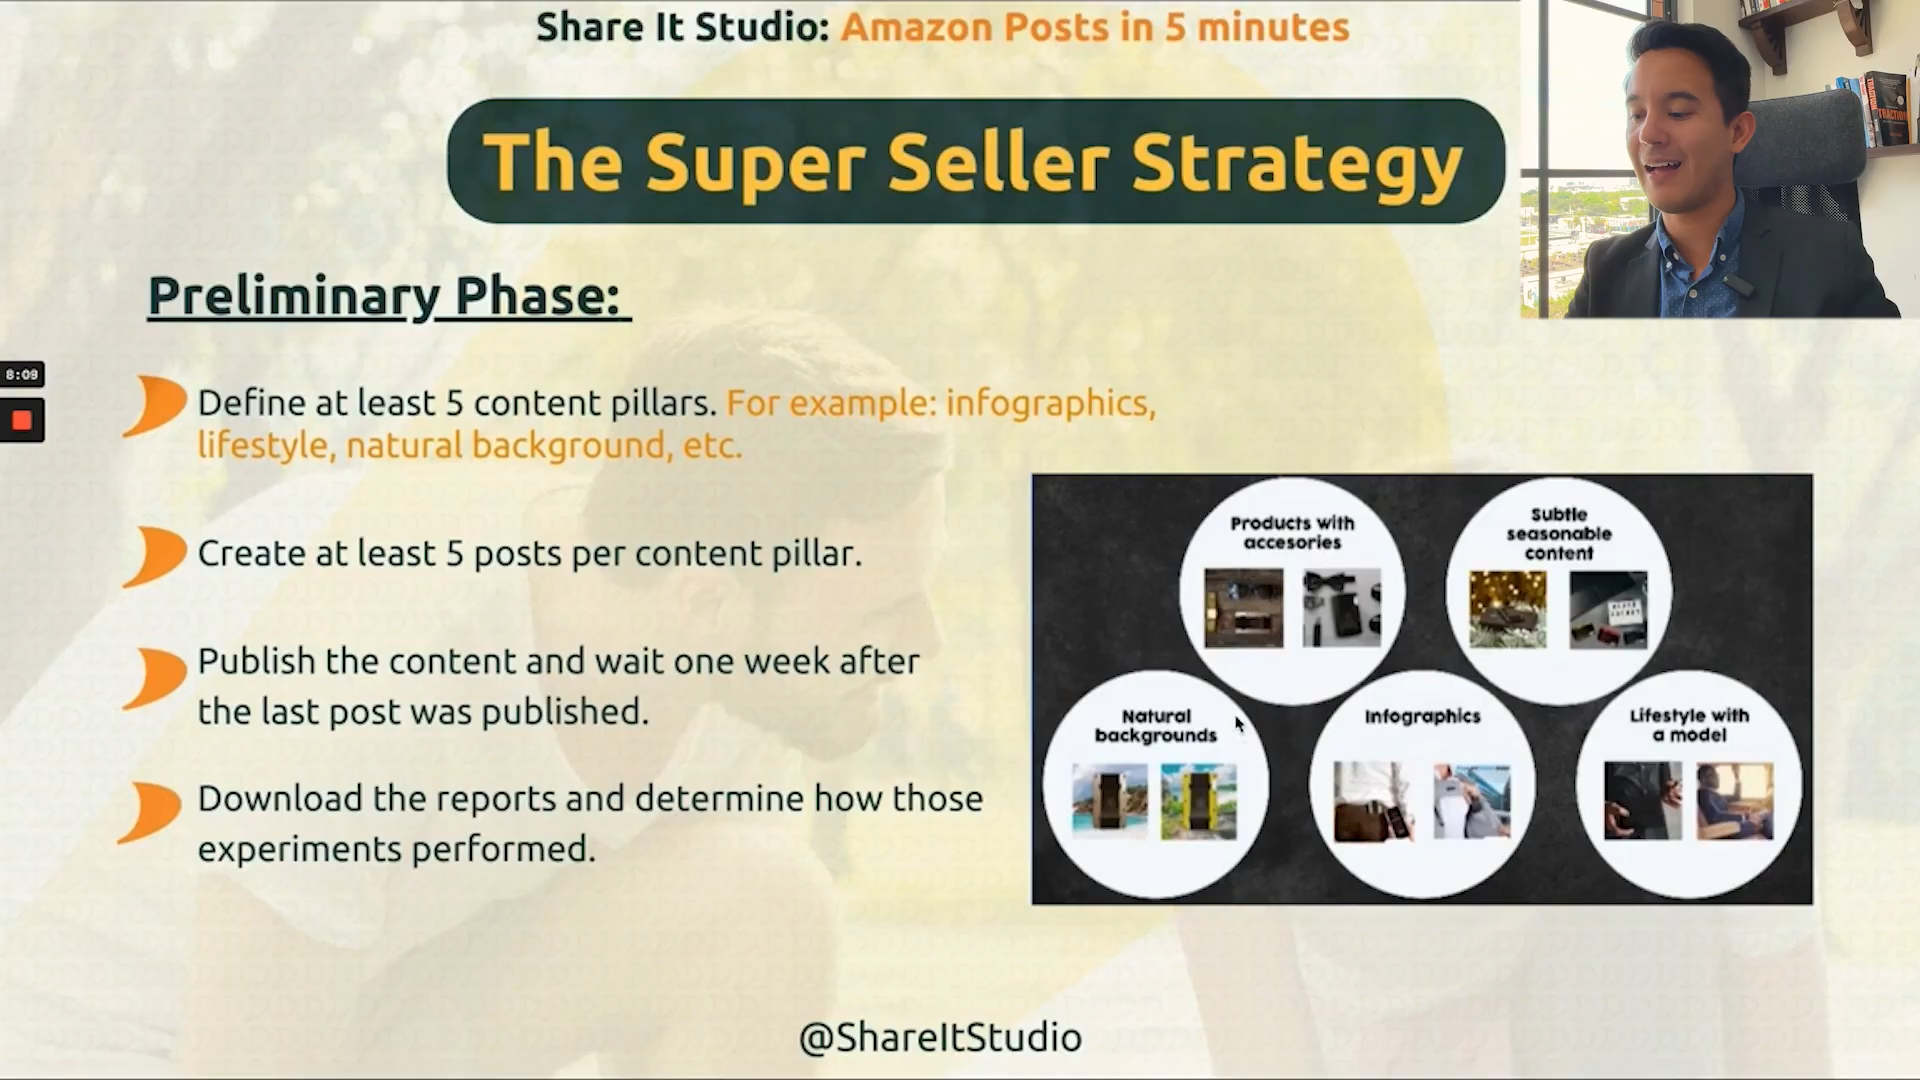 Share It Studio: Amazon Posts in 5 minutes
The Super Seller Strategy
Preliminary Phase:
8:09
Define at least 5 content pillars. For example: infographics,
lifestyle, natural background, etc.
Create at least 5 posts per content pillar.
Publish the content and wait one week after
the last post was published.
Download the reports and determine how those
experiments performed.
Products with
accesories
Subtle
seasonable
content
Natural
backgrounds
Infographics
Lifestyle with
a model
@ShareItStudio
TRACTION